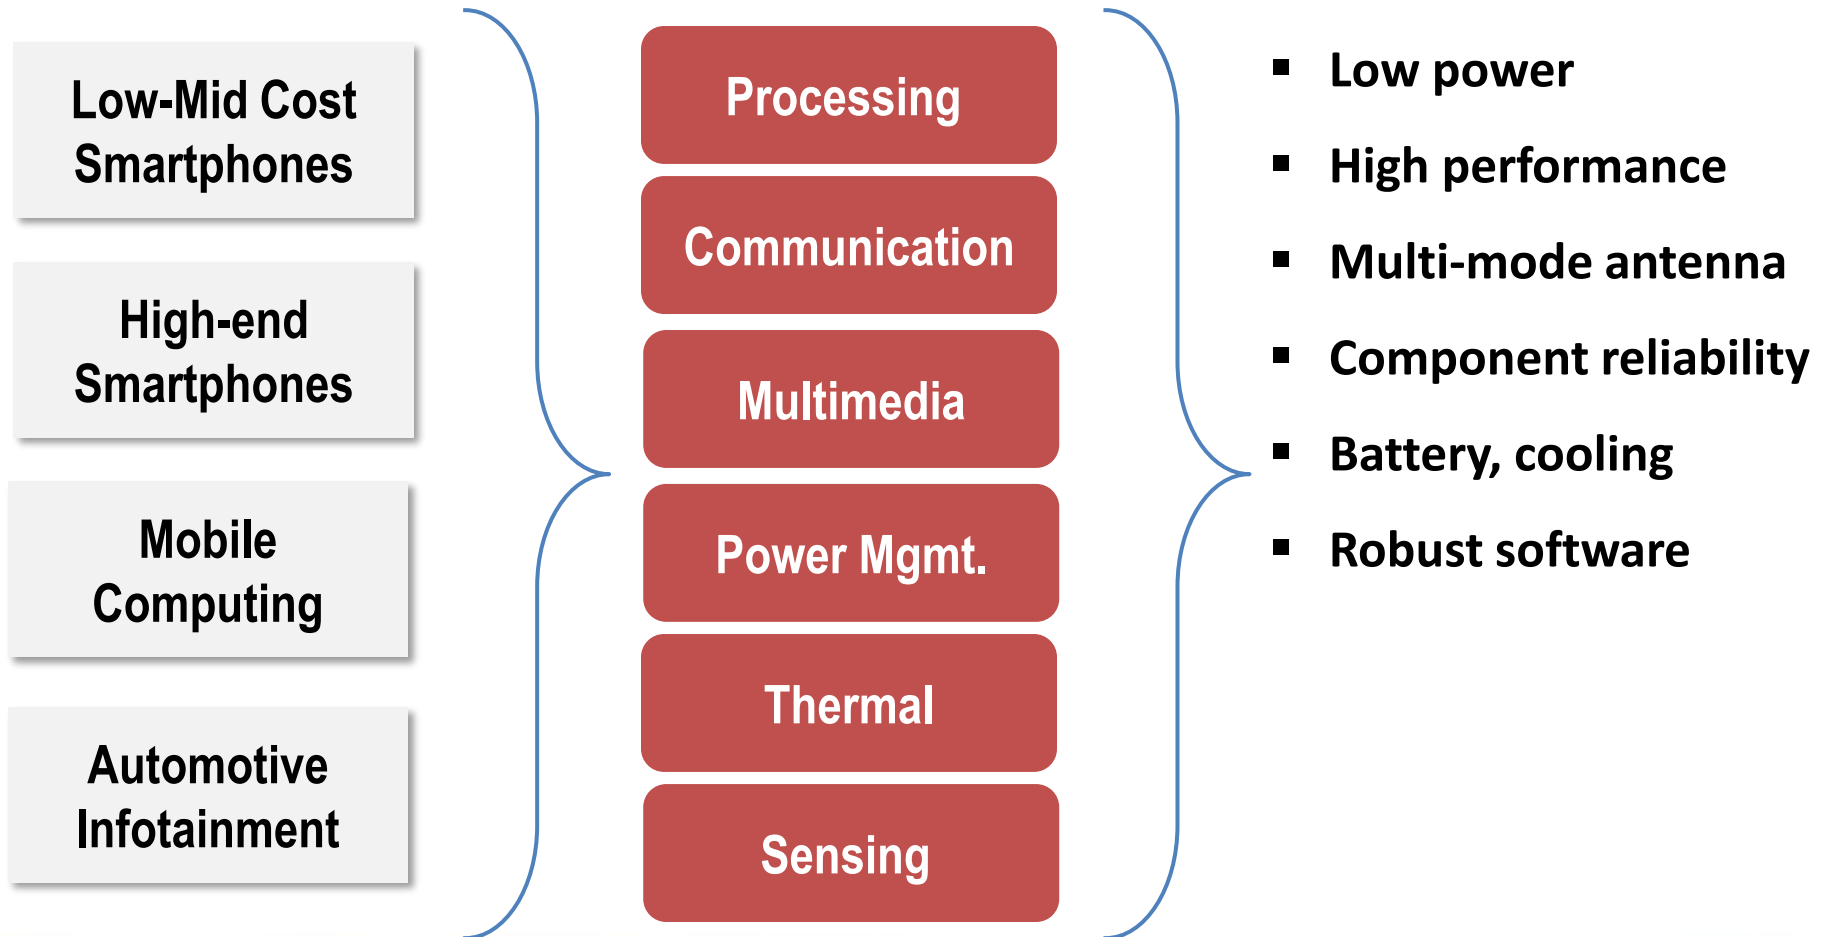 Low-Mid Cost
Smartphones
High-end
Smartphones
Mobile
Computing
Automotive
Infotainment
Processing
Communication
Multimedia
Power Mgmt.
Thermal
Sensing
▪ Low power
▪ High performance
▪ Multi-mode antenna
▪ Component reliability
▪ Battery, cooling
▪ Robust software